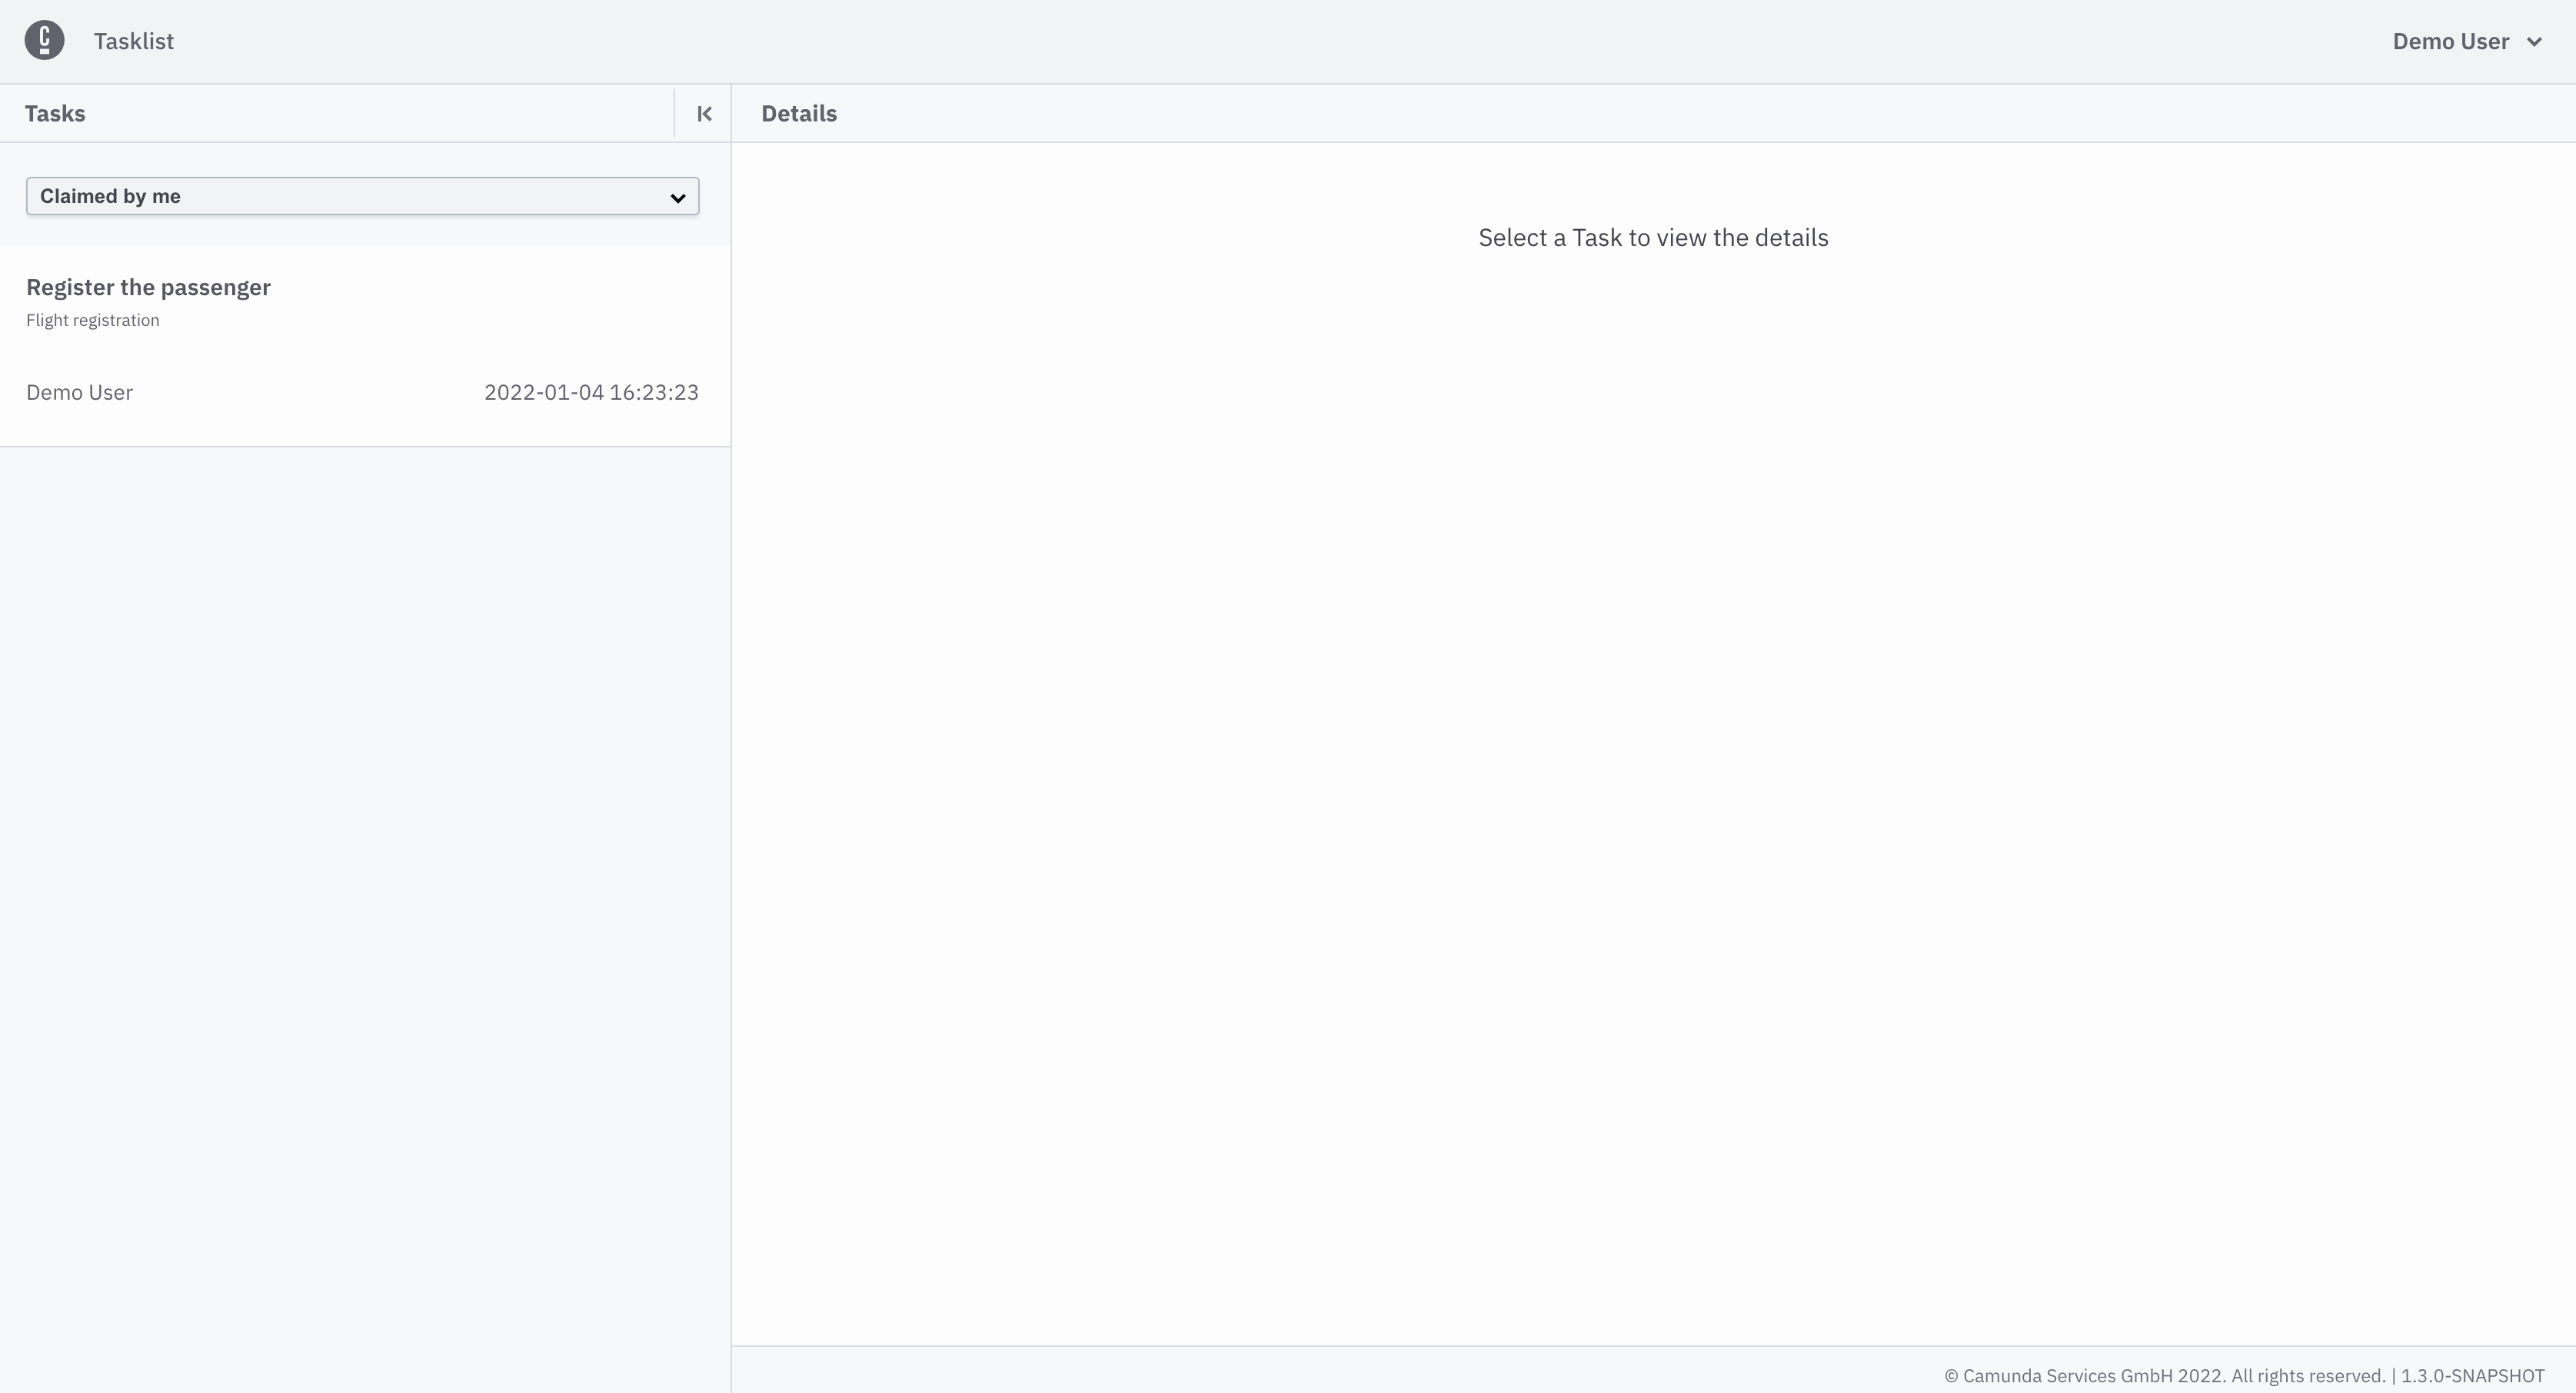 Tasklist
Demo User
Tasks
Details
Claimed by me
Select a Task to view the details
Register the passenger
Flight registration
Demo User
2022-01-04 16:23:23
© Camunda Services GmbH 2022. All rights reserved. | 1.3.0-SNAPSHOT